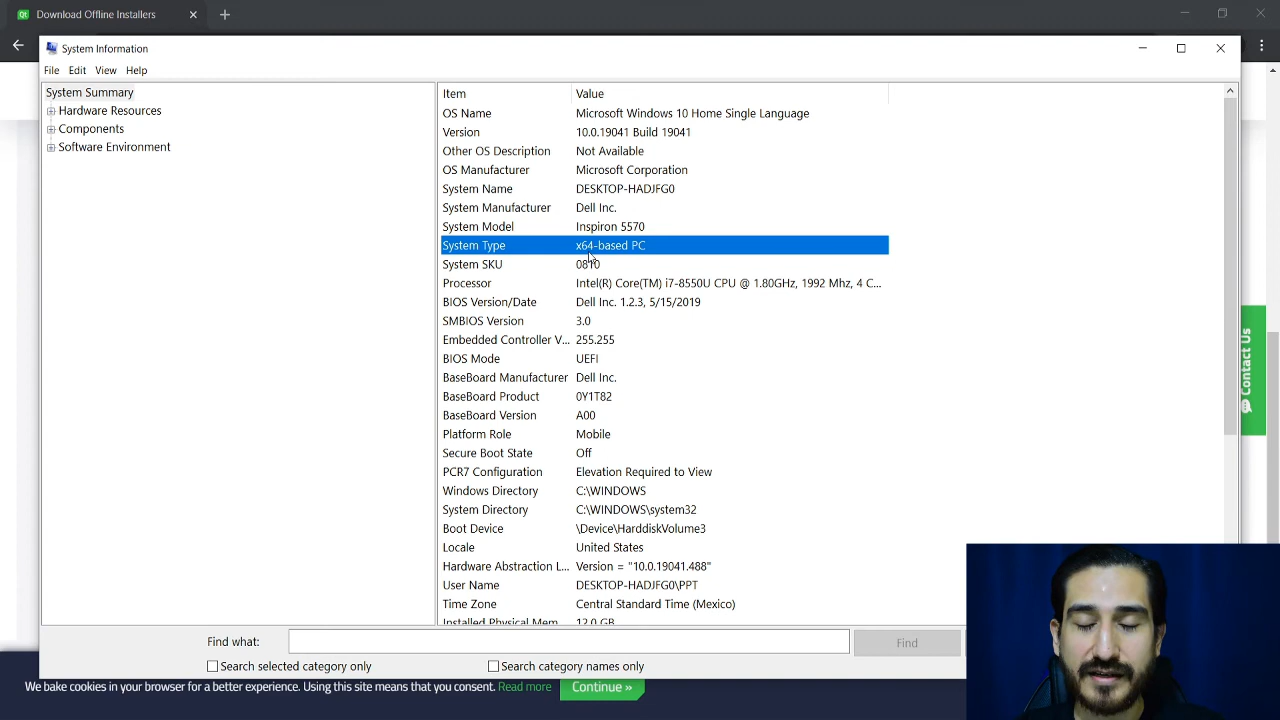 Qt Download Offline Installers
System Information
File Edit View Help
System Summary
Hardware Resources
Components
Software Environment
Item Value
OS Name Microsoft Windows 10 Home Single Language
Version 10.0.19041 Build 19041
Other OS Description Not Available
OS Manufacturer Microsoft Corporation
System Name DESKTOP-HADJFG0
System Manufacturer Dell Inc.
System Model Inspiron 5570
System Type x64-based PC
System SKU 0810
Processor Intel(R) Core(TM) i7-8550U CPU @ 1.80GHz, 1992 Mhz, 4 C...
BIOS Version/Date Dell Inc. 1.2.3, 5/15/2019
SMBIOS Version 3.0
Embedded Controller V... 255.255
BIOS Mode UEFI
BaseBoard Manufacturer Dell Inc.
BaseBoard Product 0Y1T82
BaseBoard Version A00
Platform Role Mobile
Secure Boot State Off
PCR7 Configuration Elevation Required to View
Windows Directory C:\WINDOWS
System Directory C:\WINDOWS\system32
Boot Device \Device\HarddiskVolume3
Locale United States
Hardware Abstraction L... Version = "10.0.19041.488"
User Name DESKTOP-HADJFG0\PPT
Time Zone Central Standard Time (Mexico)
Installed Physical Mem 12.0 GB
Find what: Find
Search selected category only Search category names only
We bake cookies in your browser for a better experience. Using this site means that you consent. Read more Continue »
Contact Us